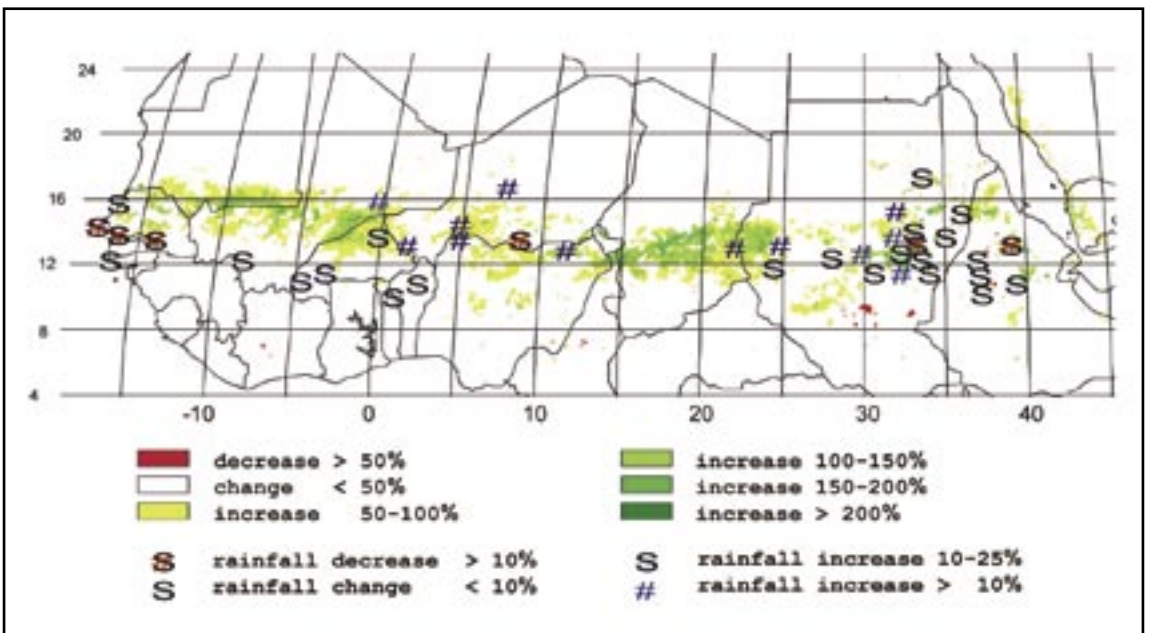 24
20
16
12
8
4
-10 0 10 20 30 40
decrease > 50%
change < 50%
increase 50-100%
increase 100-150%
increase 150-200%
increase > 200%
S rainfall decrease > 10%
S rainfall change < 10%
S rainfall increase 10-25%
# rainfall increase > 10%